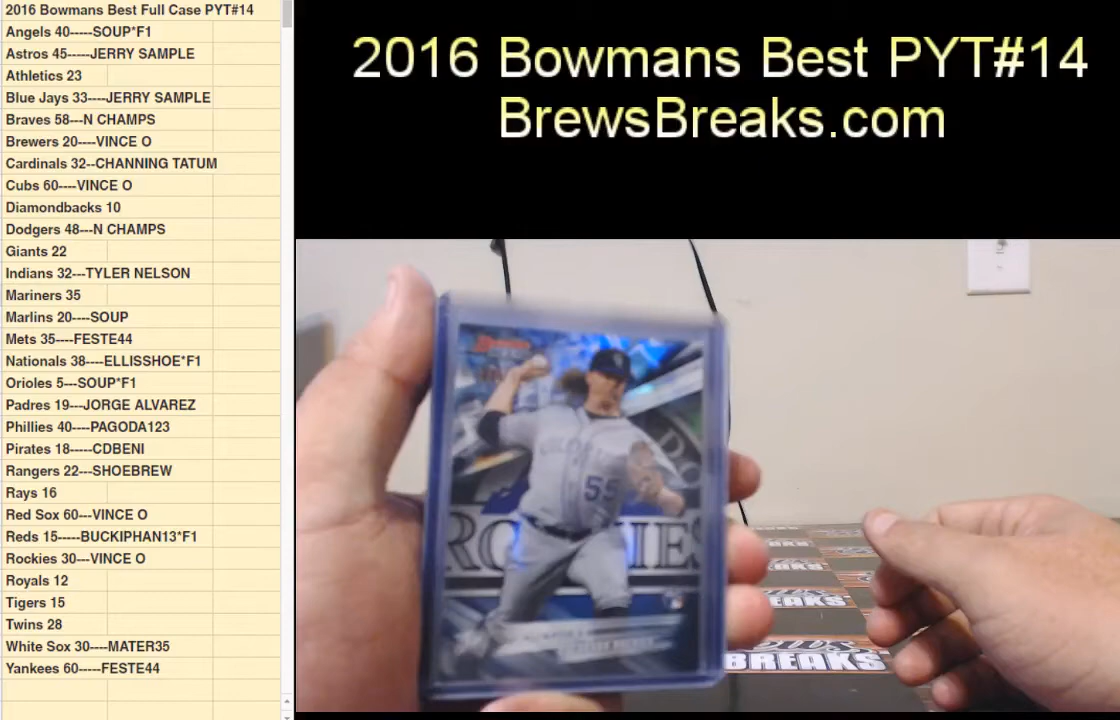 2016 Bowmans Best Full Case PYT#14
Angels 40-----SOUP*F1
Astros 45-----JERRY SAMPLE
Athletics 23
Blue Jays 33----JERRY SAMPLE
Braves 58---N CHAMPS
Brewers 20----VINCE O
Cardinals 32--CHANNING TATUM
Cubs 60----VINCE O
Diamondbacks 10
Dodgers 48---N CHAMPS
Giants 22
Indians 32---TYLER NELSON
Mariners 35
Marlins 20----SOUP
Mets 35----FESTE44
Nationals 38----ELLISSHOE*F1
Orioles 5---SOUP*F1
Padres 19---JORGE ALVAREZ
Phillies 40----PAGODA123
Pirates 18-----CDBENI
Rangers 22---SHOEBREW
Rays 16
Red Sox 60---VINCE O
Reds 15-----BUCKIPHAN13*F1
Rockies 30---VINCE O
Royals 12
Tigers 15
Twins 28
White Sox 30----MATER35
Yankees 60-----FESTE44
2016 Bowmans Best PYT#14
BrewsBreaks.com
55
BREAKS